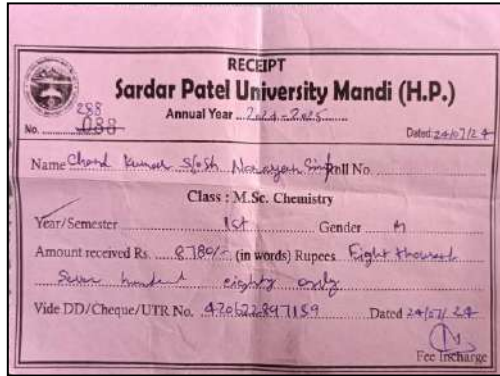 RECEIPT
Sardar Patel University Mandi (H.P.)
Annual Year 2024-2025
288
No. 088 Dated 24/07/24
Name Chand Kumar S/o Sh Narayan Singh Roll No.
Class : M.Sc. Chemistry
Year/Semester 1st Gender M
Amount received Rs. 8780/- (in words) Rupees Eight thousand
Seven hundred eighty only
Vide DD/Cheque/UTR No. 420622897159 Dated 24/07/24
Fee Incharge